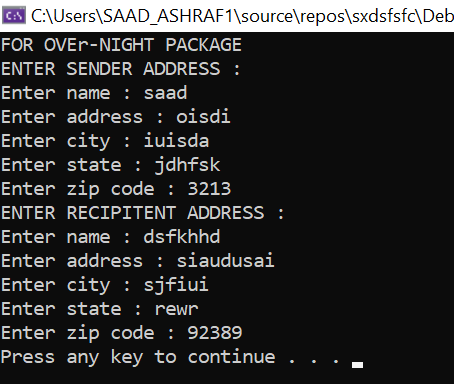 C:\Users\SAAD_ASHRAF1\source\repos\sxdsfsfc\Deb
FOR OVEr-NIGHT PACKAGE
ENTER SENDER ADDRESS :
Enter name : saad
Enter address : oisdi
Enter city : iuisda
Enter state : jdhfsk
Enter zip code : 3213
ENTER RECIPITENT ADDRESS :
Enter name : dsfkhhd
Enter address : siaudusai
Enter city : sjfiui
Enter state : rewr
Enter zip code : 92389
Press any key to continue . . .